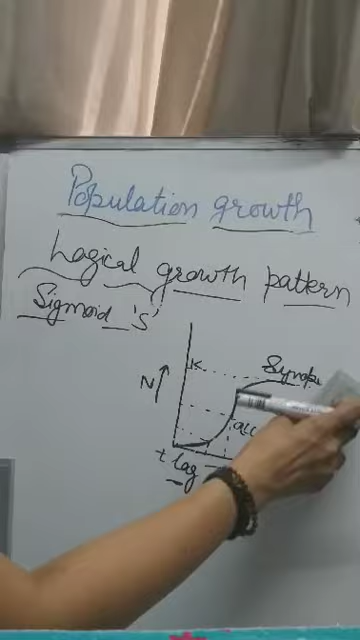 Population growth
Logical growth pattern
Sigmoid 'S'
K
N
t lag